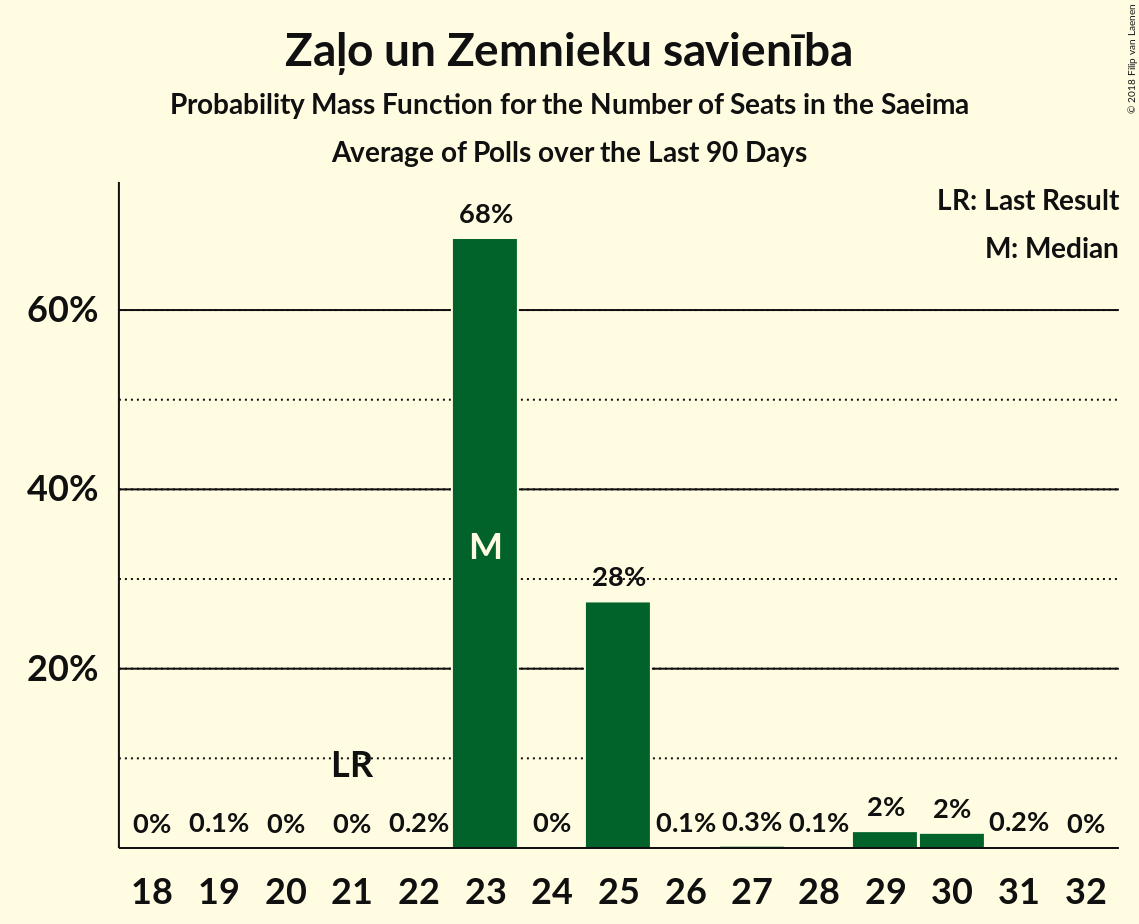 Zaļo un Zemnieku savienība
Probability Mass Function for the Number of Seats in the Saeima
Average of Polls over the Last 90 Days
© 2018 Filip van Laenen
LR: Last Result
M: Median
68%
60%
40%
M
28%
20%
LR
0% 0.1% 0% 0% 0.2% 0% 0.1% 0.3% 0.1% 2% 2% 0.2% 0%
18 19 20 21 22 23 24 25 26 27 28 29 30 31 32